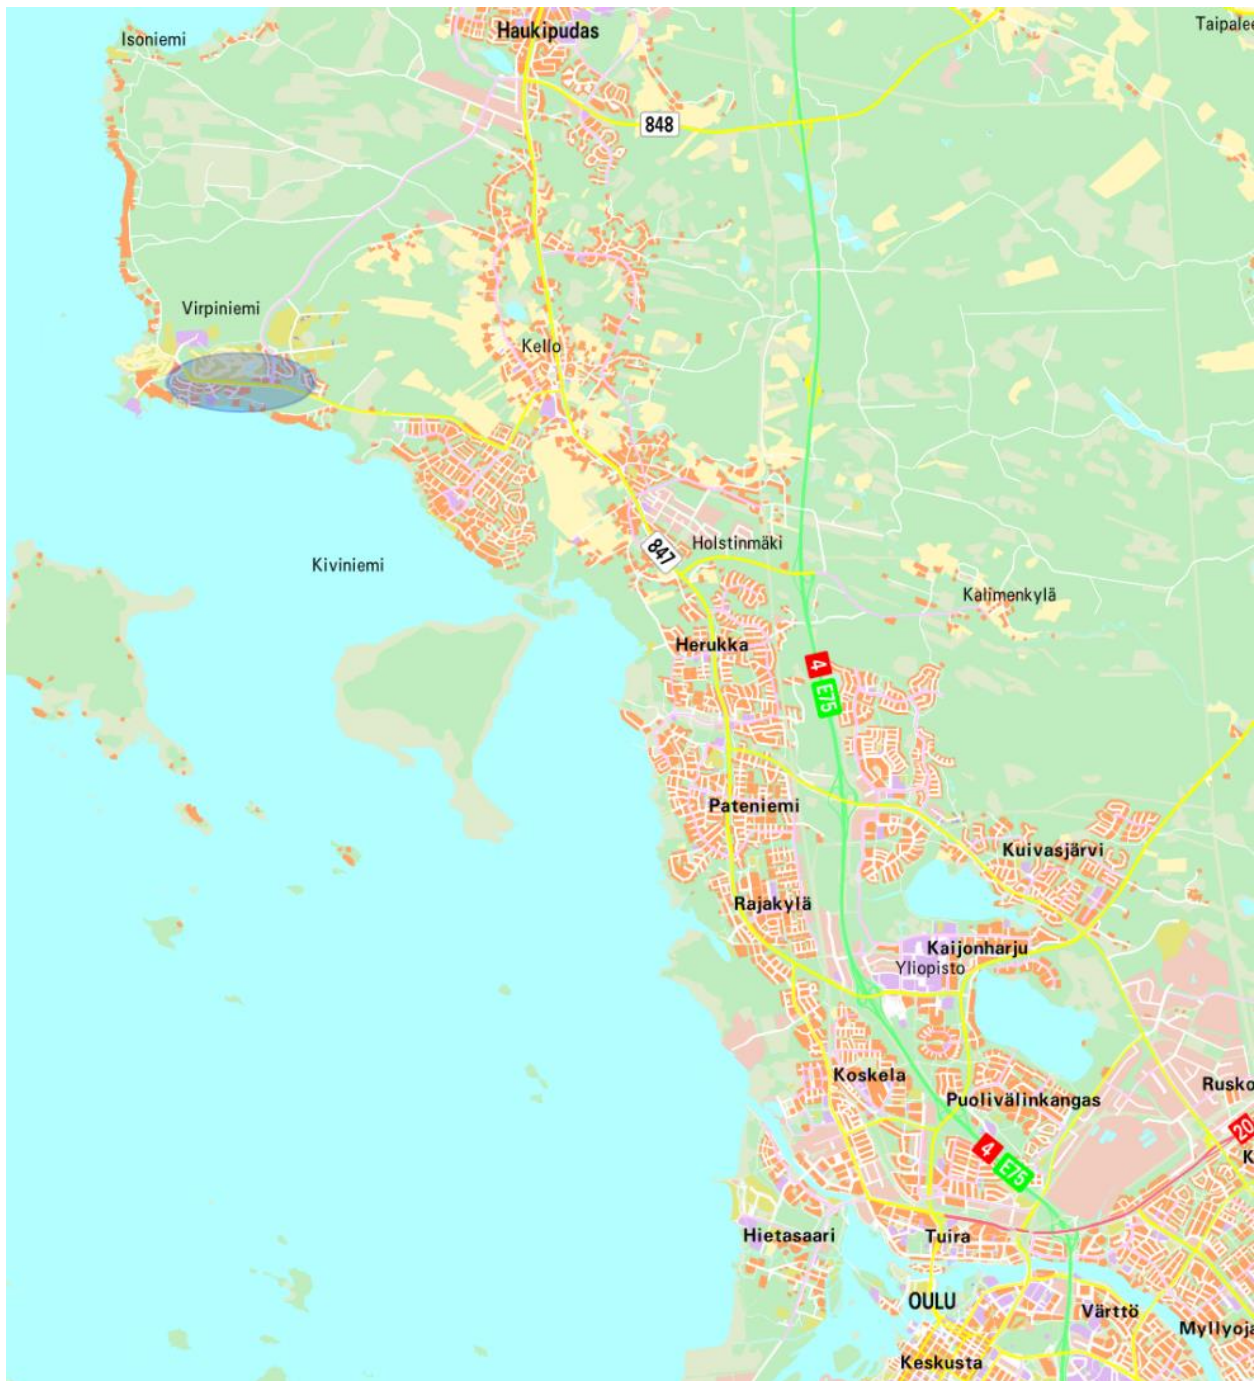 Isoniemi
Haukipudas
848
Virpiniemi
Kello
847
Holstinmäki
Kiviniemi
Kalimenkylä
Herukka
4
E75
Pateniemi
Kuivasjärvi
Rajakylä
Kaijonharju
Yliopisto
Koskela
Puolivälinkangas
Rusko
20
4
E75
K
Hietasaari
Tuira
OULU
Värttö
Myllyoja
Keskusta